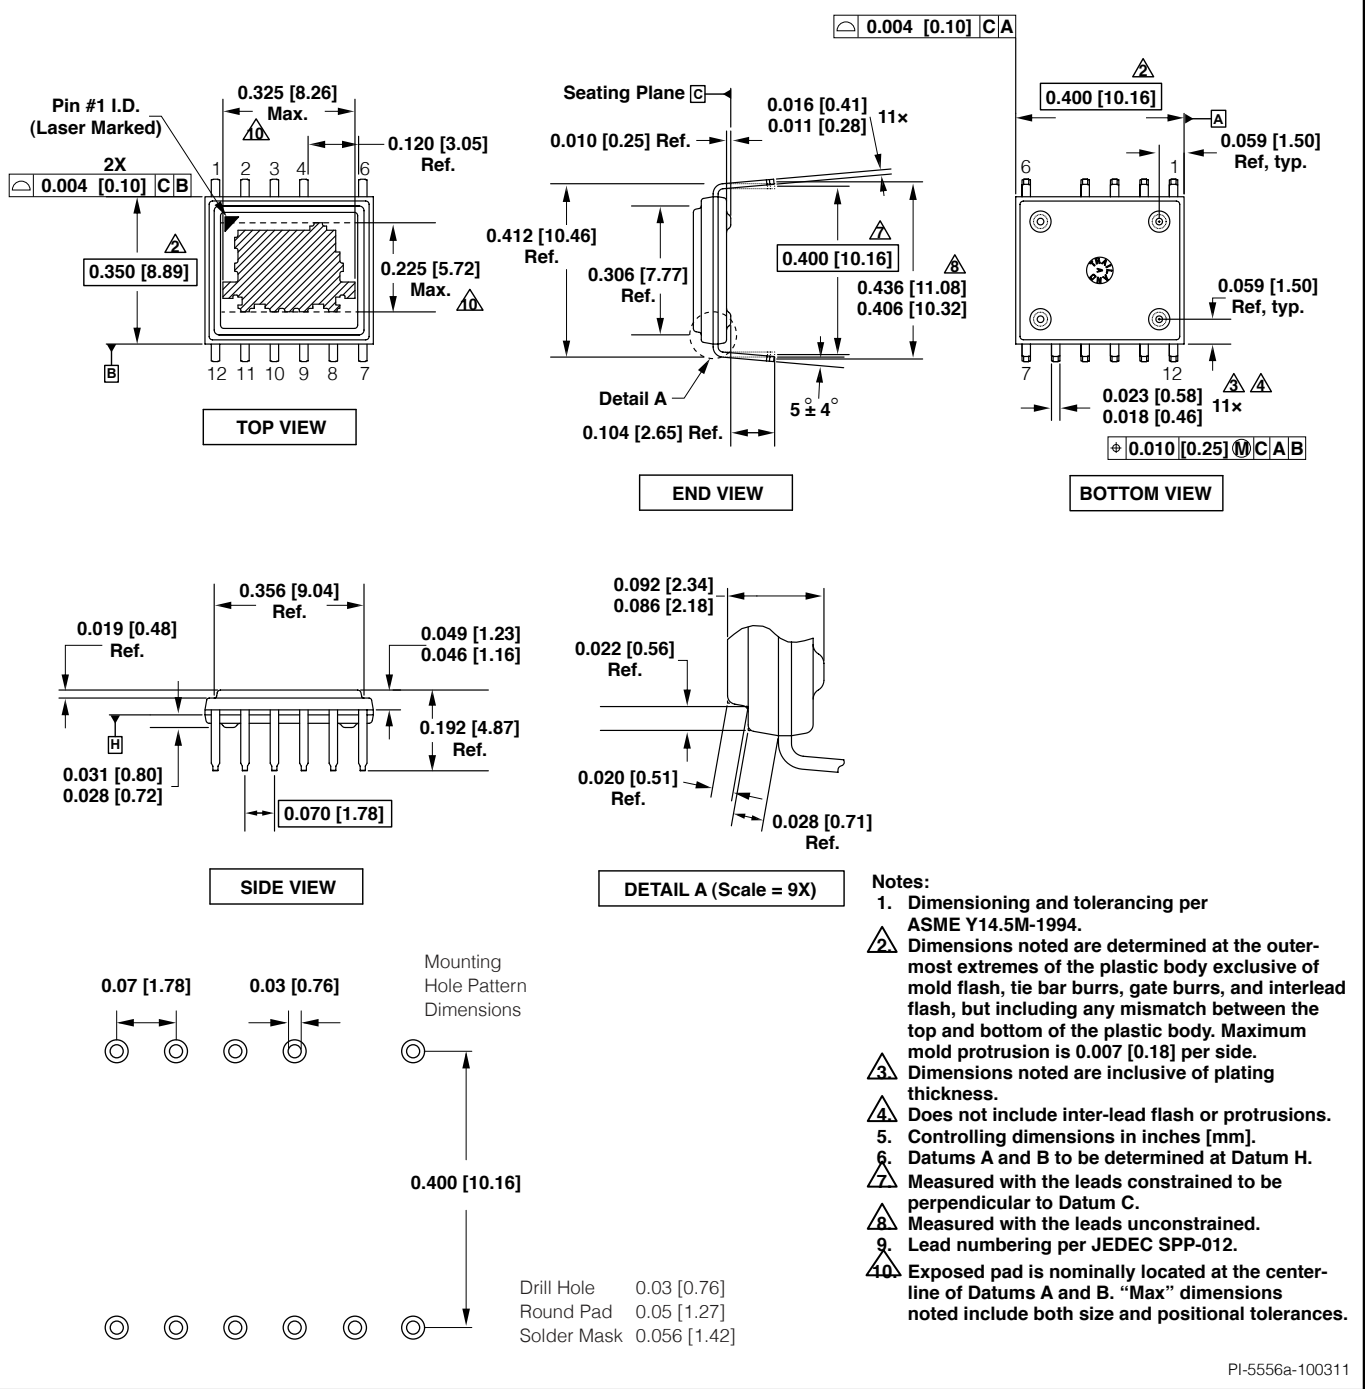 ⌓ 0.004 [0.10] C A
Pin #1 I.D.
(Laser Marked)
0.325 [8.26]
Max.
10
0.120 [3.05]
Ref.
2X
⌓ 0.004 [0.10] C B
1 2 3 4 6
2
0.350 [8.89]
0.225 [5.72]
Max.
10
B
12 11 10 9 8 7
TOP VIEW
Seating Plane C
0.010 [0.25] Ref.
0.016 [0.41]
0.011 [0.28]
11×
0.412 [10.46]
Ref.
0.306 [7.77]
Ref.
7
0.400 [10.16]
8
0.436 [11.08]
0.406 [10.32]
Detail A
5° ± 4°
0.104 [2.65] Ref.
END VIEW
2
0.400 [10.16]
A
0.059 [1.50]
Ref, typ.
6 1
0.059 [1.50]
Ref, typ.
7 12
0.023 [0.58]
0.018 [0.46]
11×
3 4
⌖ 0.010 [0.25] Ⓜ C A B
BOTTOM VIEW
0.356 [9.04]
Ref.
0.019 [0.48]
Ref.
0.049 [1.23]
0.046 [1.16]
0.192 [4.87]
Ref.
H
0.031 [0.80]
0.028 [0.72]
0.070 [1.78]
SIDE VIEW
0.092 [2.34]
0.086 [2.18]
0.022 [0.56]
Ref.
0.020 [0.51]
Ref.
0.028 [0.71]
Ref.
DETAIL A (Scale = 9X)
0.07 [1.78]
0.03 [0.76]
Mounting
Hole Pattern
Dimensions
0.400 [10.16]
Drill Hole 0.03 [0.76]
Round Pad 0.05 [1.27]
Solder Mask 0.056 [1.42]
Notes:
1. Dimensioning and tolerancing per
ASME Y14.5M-1994.
2. Dimensions noted are determined at the outer-
most extremes of the plastic body exclusive of
mold flash, tie bar burrs, gate burrs, and interlead
flash, but including any mismatch between the
top and bottom of the plastic body. Maximum
mold protrusion is 0.007 [0.18] per side.
3. Dimensions noted are inclusive of plating
thickness.
4. Does not include inter-lead flash or protrusions.
5. Controlling dimensions in inches [mm].
6. Datums A and B to be determined at Datum H.
7. Measured with the leads constrained to be
perpendicular to Datum C.
8. Measured with the leads unconstrained.
9. Lead numbering per JEDEC SPP-012.
10. Exposed pad is nominally located at the center-
line of Datums A and B. “Max” dimensions
noted include both size and positional tolerances.
PI-5556a-100311